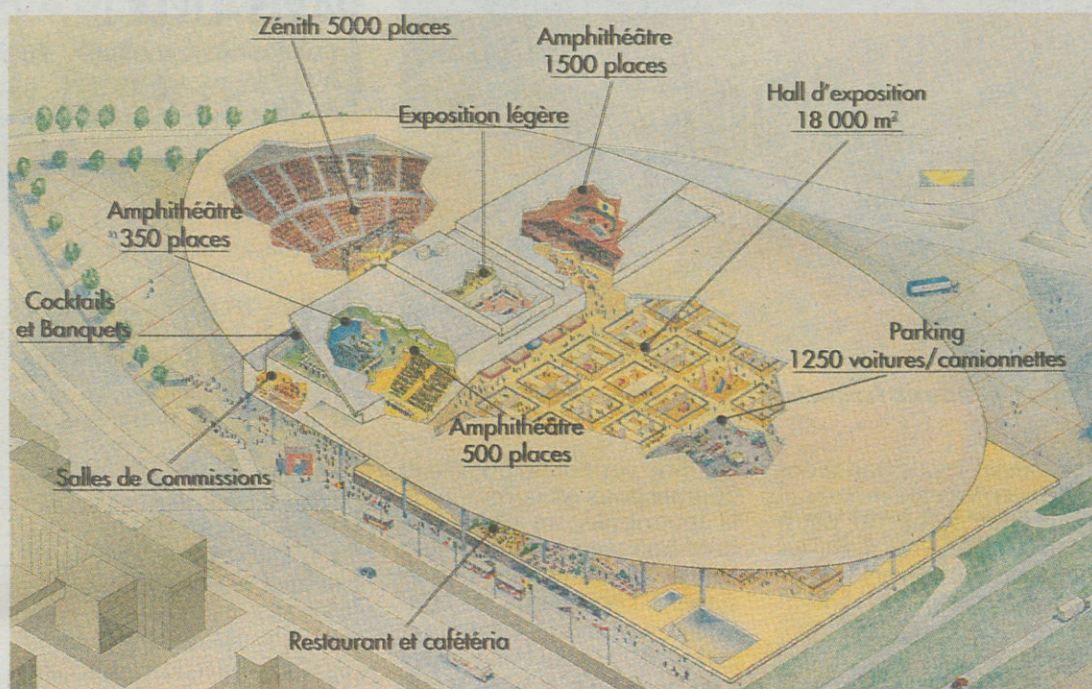 Zénith 5000 places
Amphithéâtre
1500 places
Exposition légère
Hall d'exposition
18 000 m²
Amphithéâtre
350 places
Cocktails
et Banquets
Parking
1250 voitures/camionnettes
Amphithéâtre
500 places
Salles de Commissions
Restaurant et cafétéria